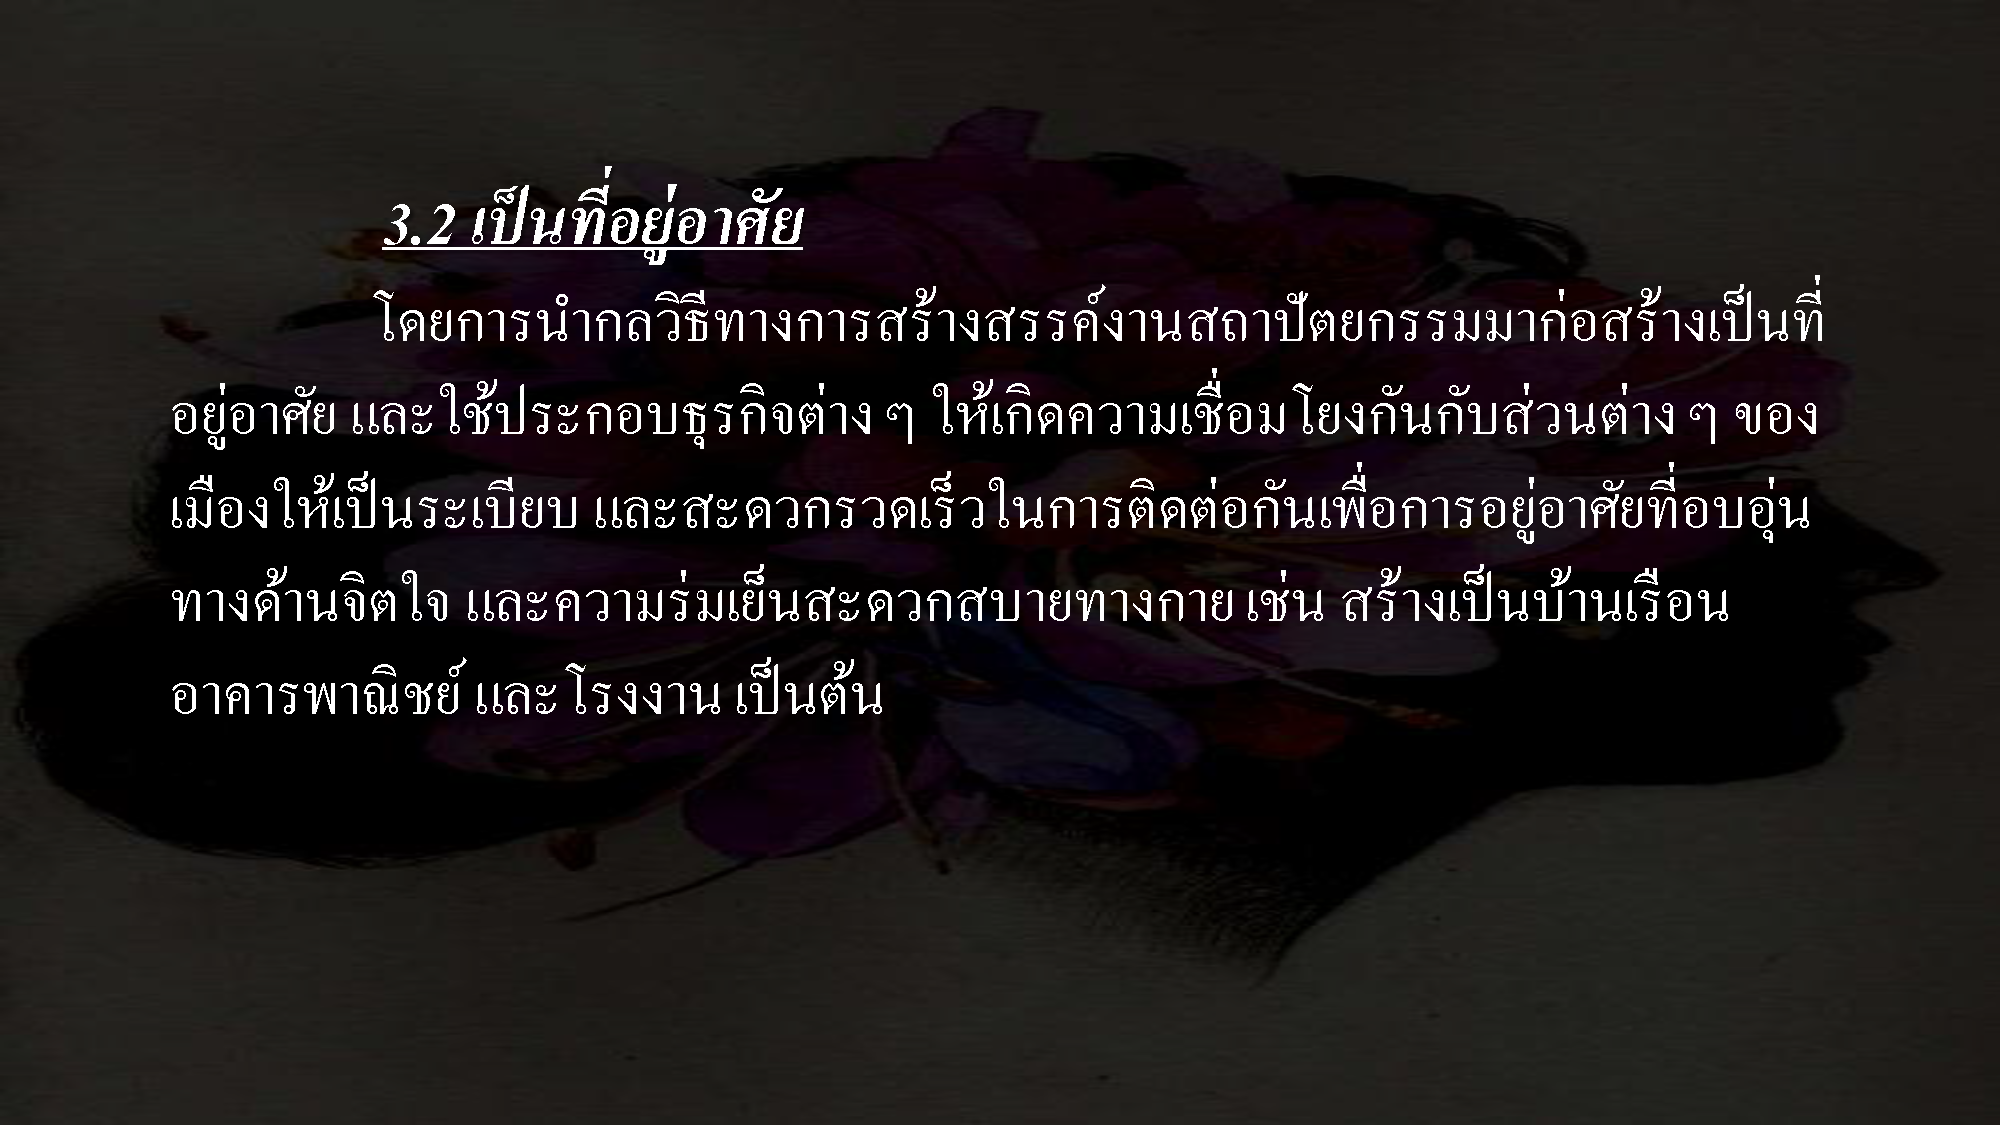 3.2 เป็นที่อยู่อาศัย
โดยการนำกลวิธีทางการสร้างสรรค์งานสถาปัตยกรรมมาก่อสร้างเป็นที่
อยู่อาศัย และใช้ประกอบธุรกิจต่าง ๆ ให้เกิดความเชื่อมโยงกันกับส่วนต่าง ๆ ของ
เมืองให้เป็นระเบียบ และสะดวกรวดเร็วในการติดต่อกันเพื่อการอยู่อาศัยที่อบอุ่น
ทางด้านจิตใจ และความร่มเย็นสะดวกสบายทางกาย เช่น สร้างเป็นบ้านเรือน
อาคารพาณิชย์ และโรงงาน เป็นต้น